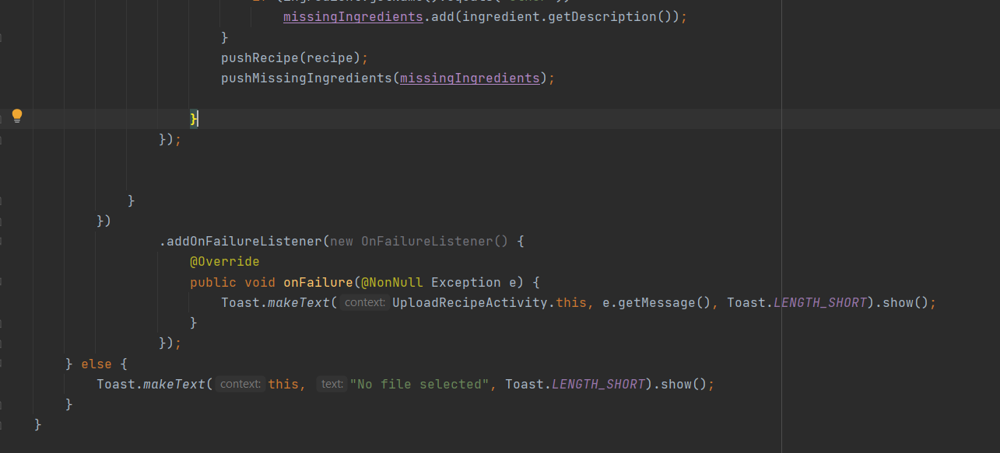 missingIngredients.add(ingredient.getDescription());
}
pushRecipe(recipe);
pushMissingIngredients(missingIngredients);
}
});
}
})
.addOnFailureListener(new OnFailureListener() {
@Override
public void onFailure(@NonNull Exception e) {
Toast.makeText( context: UploadRecipeActivity.this, e.getMessage(), Toast.LENGTH_SHORT).show();
}
});
} else {
Toast.makeText( context: this, text: "No file selected", Toast.LENGTH_SHORT).show();
}
}